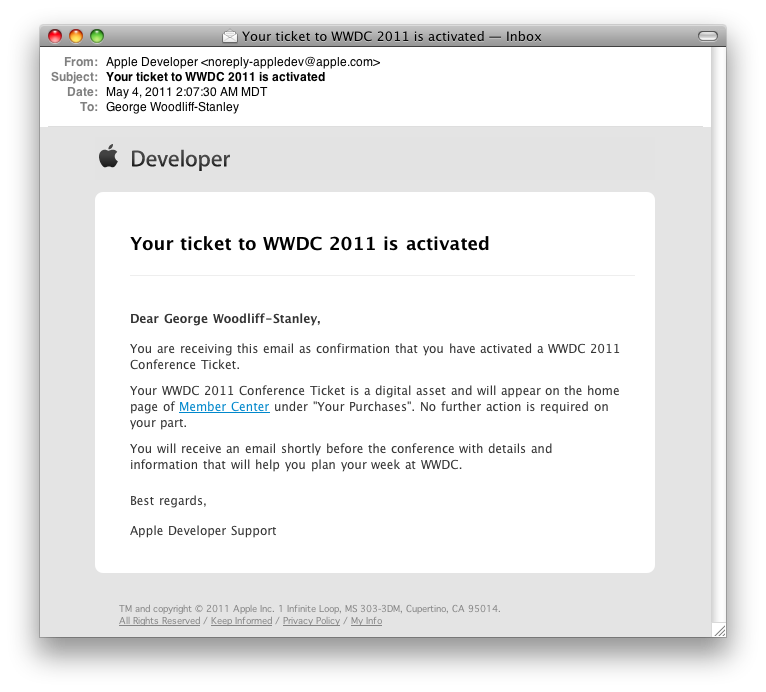 Your ticket to WWDC 2011 is activated — Inbox
From: Apple Developer <noreply-appledev@apple.com>
Subject: Your ticket to WWDC 2011 is activated
Date: May 4, 2011 2:07:30 AM MDT
To: George Woodliff-Stanley
Developer
Your ticket to WWDC 2011 is activated
Dear George Woodliff-Stanley,
You are receiving this email as confirmation that you have activated a WWDC 2011
Conference Ticket.
Your WWDC 2011 Conference Ticket is a digital asset and will appear on the home
page of Member Center under "Your Purchases". No further action is required on
your part.
You will receive an email shortly before the conference with details and
information that will help you plan your week at WWDC.
Best regards,
Apple Developer Support
TM and copyright © 2011 Apple Inc. 1 Infinite Loop, MS 303-3DM, Cupertino, CA 95014.
All Rights Reserved / Keep Informed / Privacy Policy / My Info